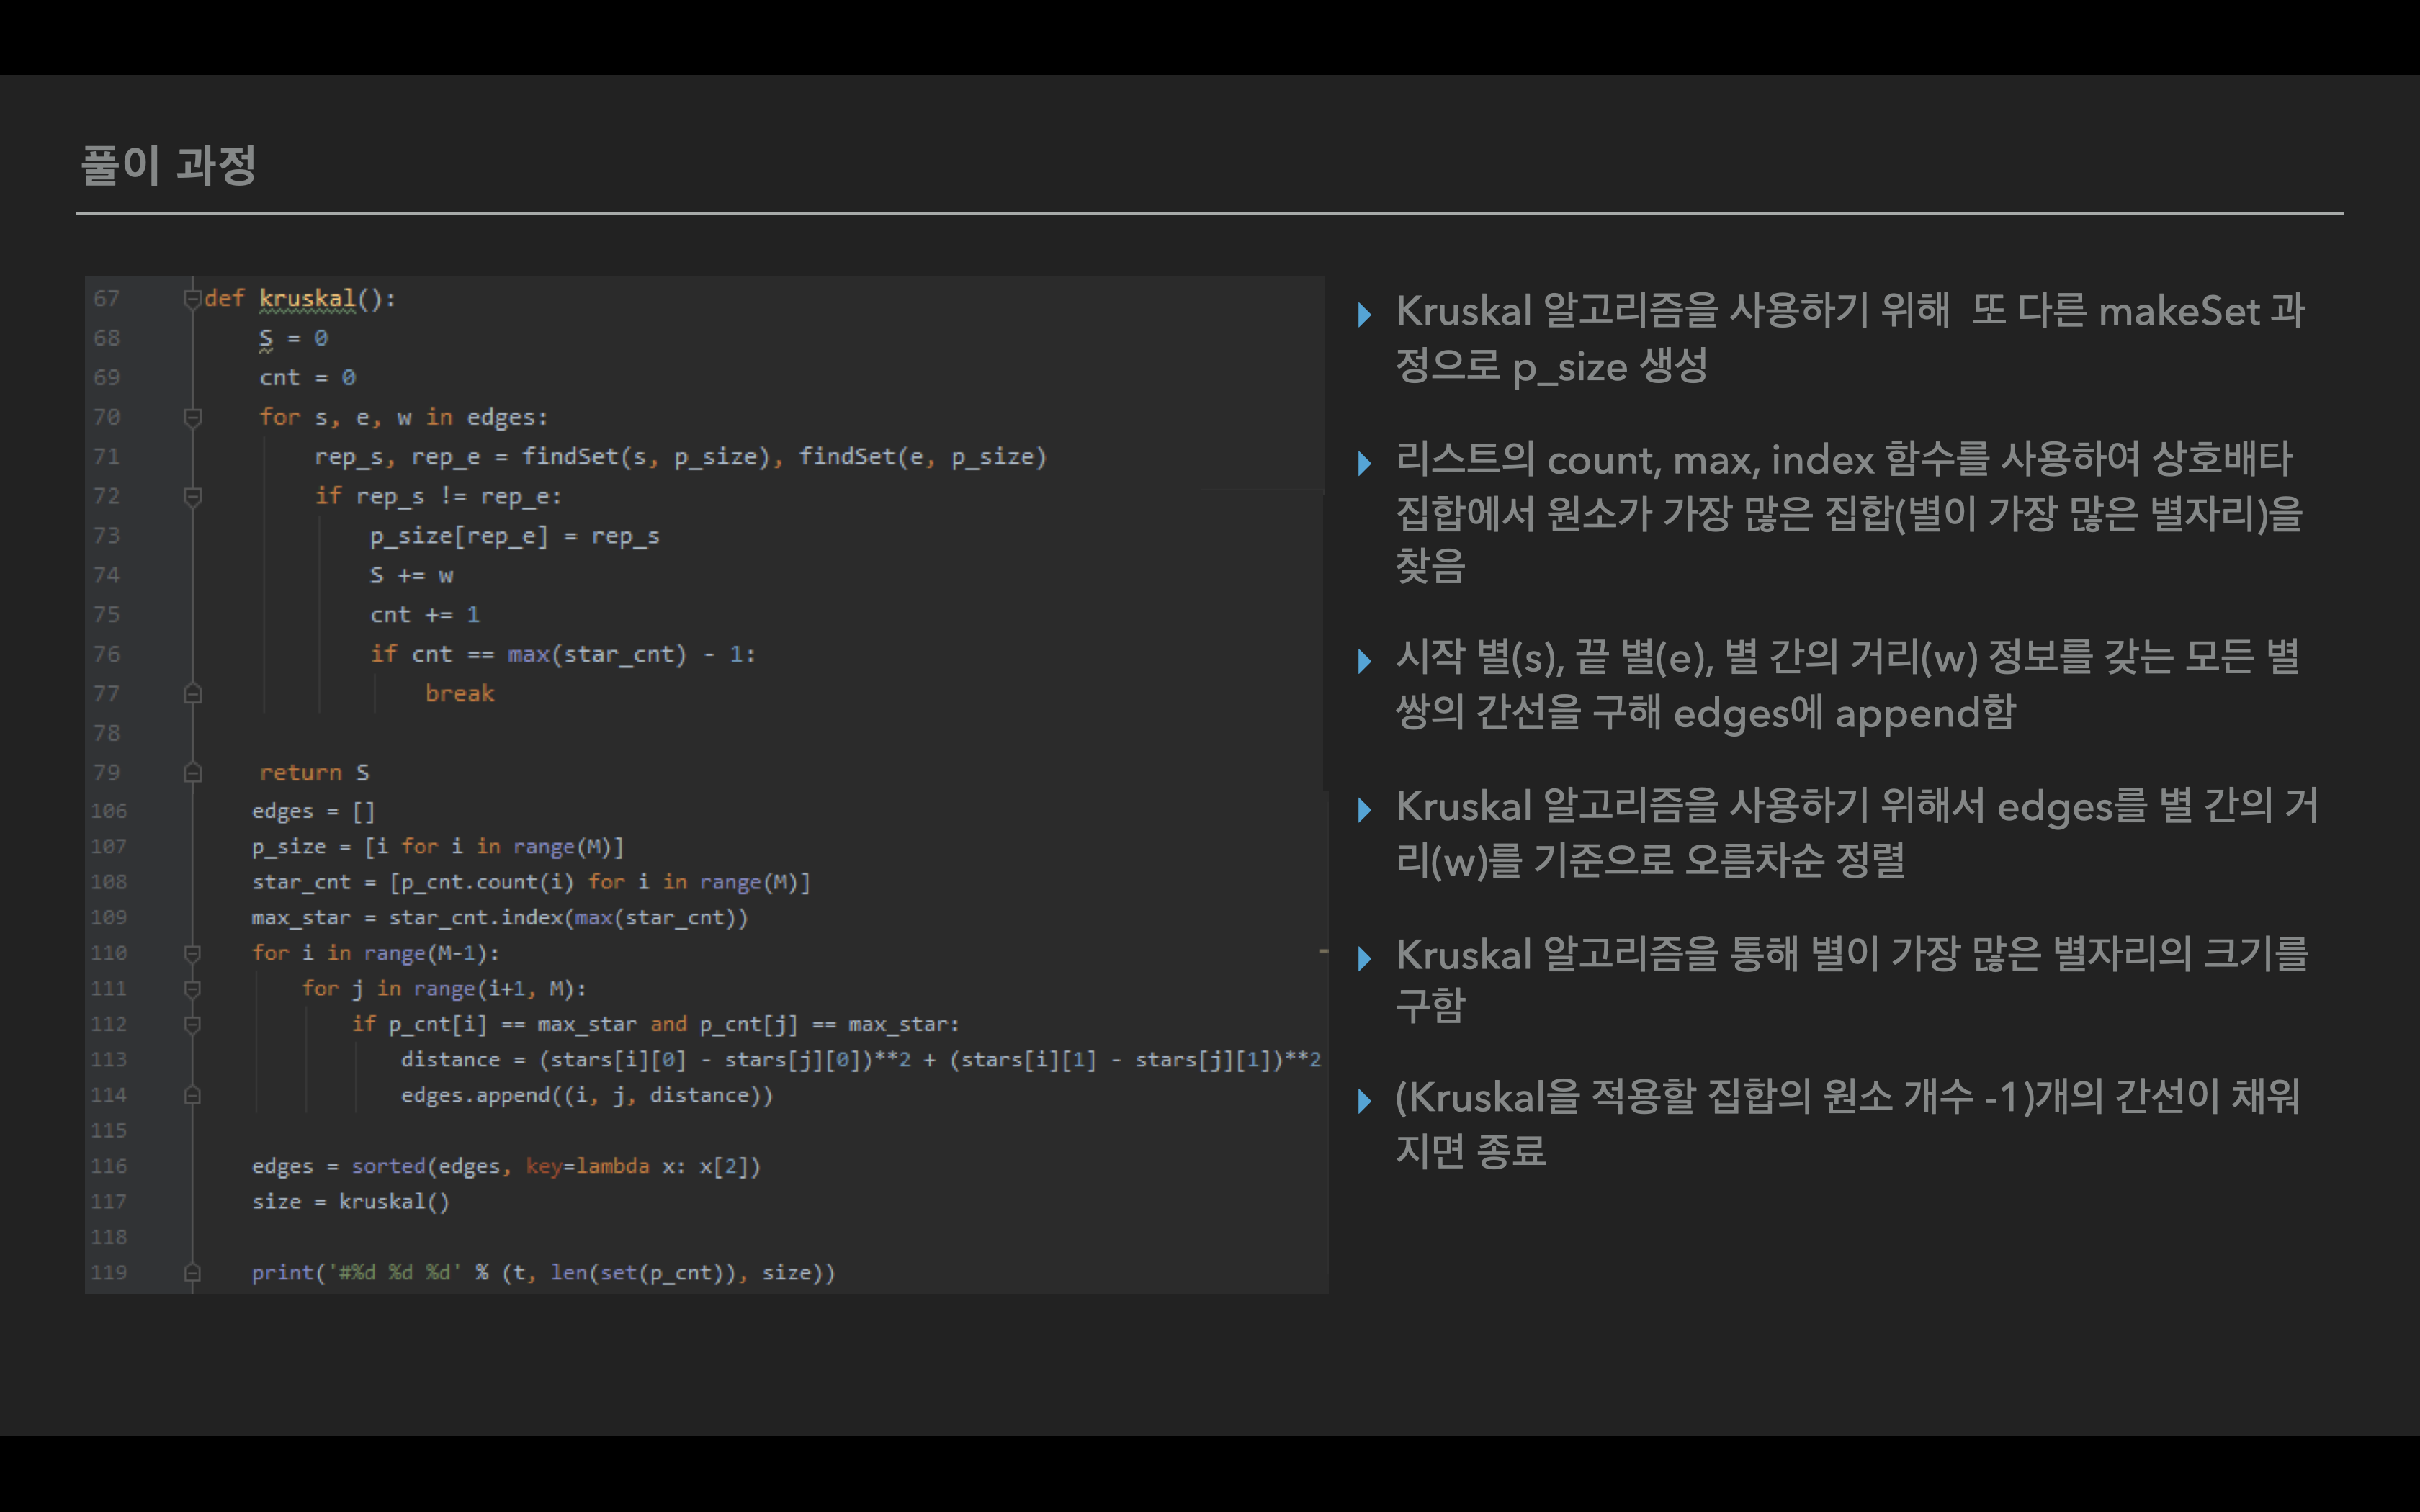 풀이 과정
67 def kruskal():
68 S = 0
69 cnt = 0
70 for s, e, w in edges:
71 rep_s, rep_e = findSet(s, p_size), findSet(e, p_size)
72 if rep_s != rep_e:
73 p_size[rep_e] = rep_s
74 S += w
75 cnt += 1
76 if cnt == max(star_cnt) - 1:
77 break
78
79 return S
106 edges = []
107 p_size = [i for i in range(M)]
108 star_cnt = [p_cnt.count(i) for i in range(M)]
109 max_star = star_cnt.index(max(star_cnt))
110 for i in range(M-1):
111 for j in range(i+1, M):
112 if p_cnt[i] == max_star and p_cnt[j] == max_star:
113 distance = (stars[i][0] - stars[j][0])**2 + (stars[i][1] - stars[j][1])**2
114 edges.append((i, j, distance))
115
116 edges = sorted(edges, key=lambda x: x[2])
117 size = kruskal()
118
119 print('#%d %d %d' % (t, len(set(p_cnt)), size))
Kruskal 알고리즘을 사용하기 위해 또 다른 makeSet 과
정으로 p_size 생성
리스트의 count, max, index 함수를 사용하여 상호배타
집합에서 원소가 가장 많은 집합(별이 가장 많은 별자리)을
찾음
시작 별(s), 끝 별(e), 별 간의 거리(w) 정보를 갖는 모든 별
쌍의 간선을 구해 edges에 append함
Kruskal 알고리즘을 사용하기 위해서 edges를 별 간의 거
리(w)를 기준으로 오름차순 정렬
Kruskal 알고리즘을 통해 별이 가장 많은 별자리의 크기를
구함
(Kruskal을 적용할 집합의 원소 개수 -1)개의 간선이 채워
지면 종료